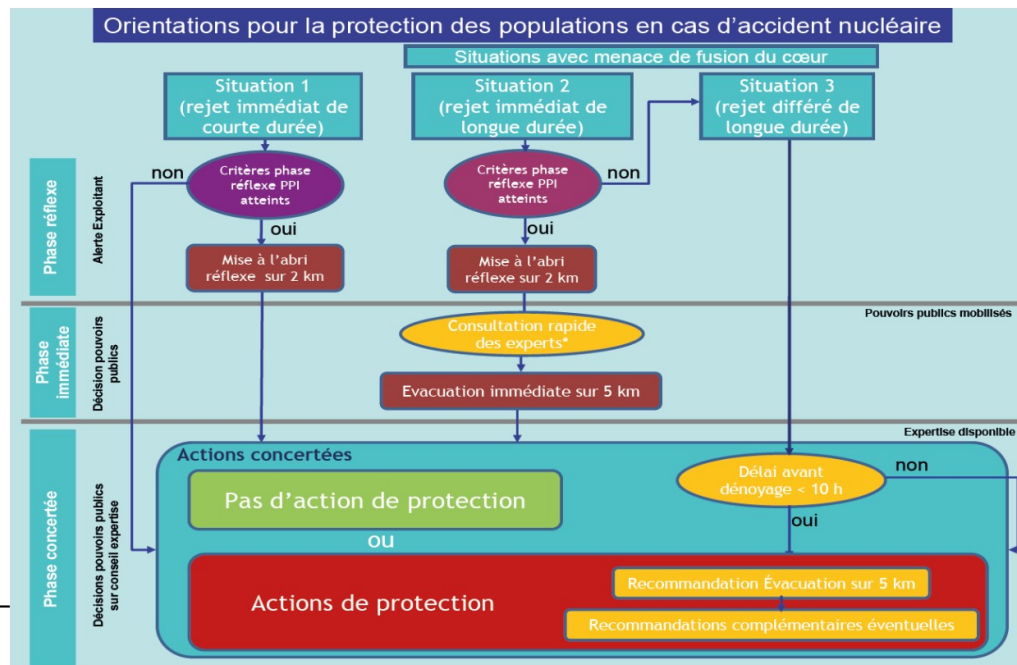 Orientations pour la protection des populations en cas d'accident nucléaire
Situations avec menace de fusion du cœur
Situation 1
(rejet immédiat de
courte durée)
Situation 2
(rejet immédiat de
longue durée)
Situation 3
(rejet différé de
longue durée)
Phase réflexe
Alerte Exploitant
non
Critères phase
réflexe PPI
atteints
oui
Mise à l'abri
réflexe sur 2 km
Critères phase
réflexe PPI
atteints
non
oui
Mise à l'abri
réflexe sur 2 km
Pouvoirs publics mobilisés
Phase
immédiate
Décision pouvoirs
publics
Consultation rapide
des experts*
Evacuation immédiate sur 5 km
Expertise disponible
Phase concertée
Décisions pouvoirs publics
sur conseil expertise
Actions concertées
Pas d'action de protection
ou
Délai avant
dénoyage < 10 h
non
oui
Actions de protection
Recommandation Évacuation sur 5 km
Recommandations complémentaires éventuelles